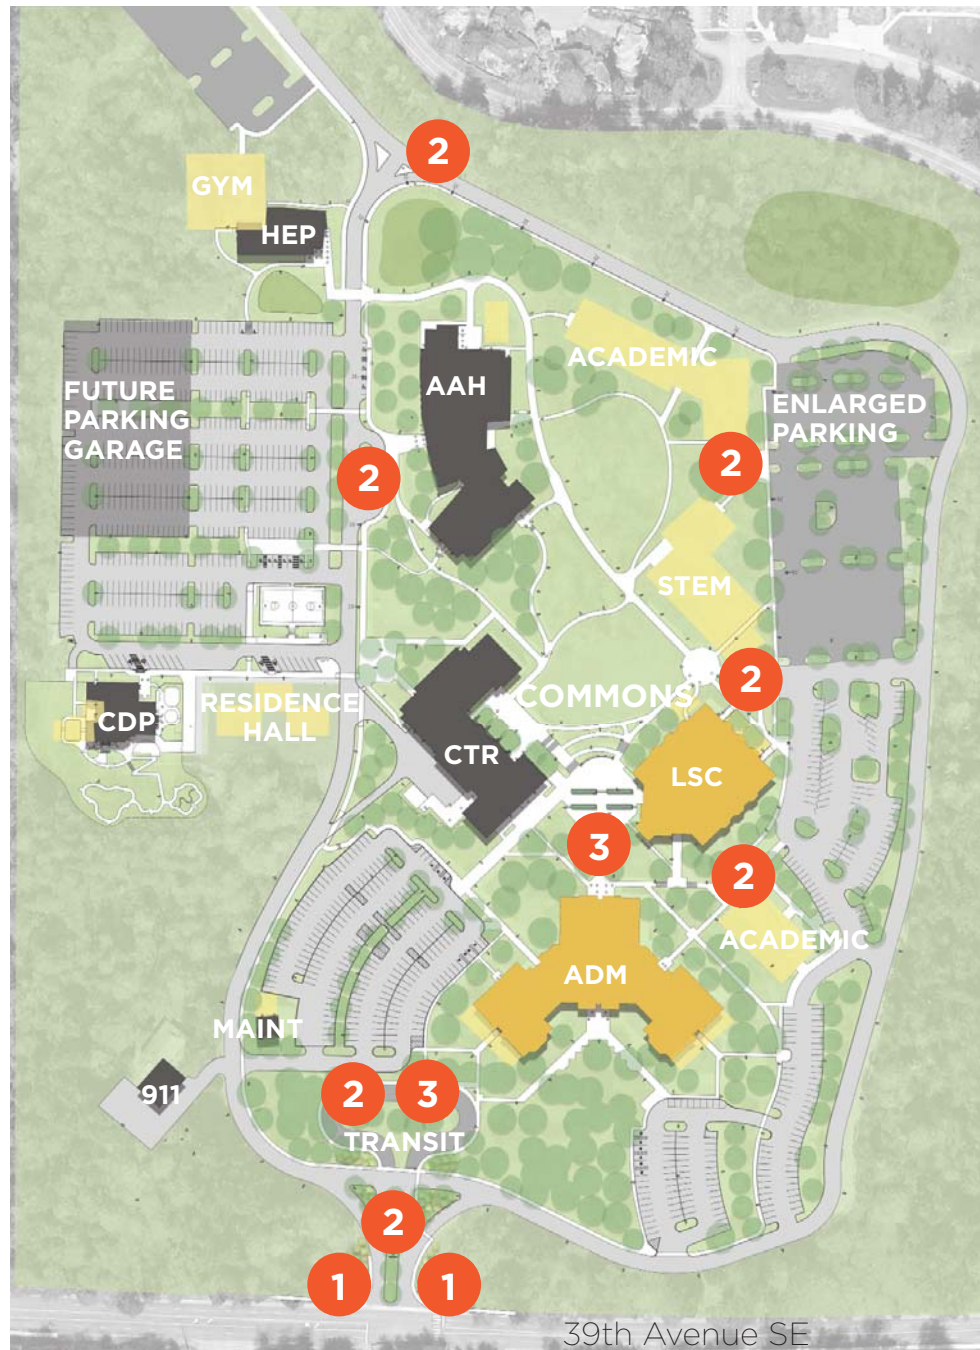 2
GYM
HEP
ACADEMIC
AAH
FUTURE
PARKING
GARAGE
ENLARGED
PARKING
2
2
STEM
2
COMMONS
RESIDENCE
HALL
CDP
CTR
LSC
3
2
ACADEMIC
ADM
MAINT
911
2
3
TRANSIT
2
1
1
39th Avenue SE